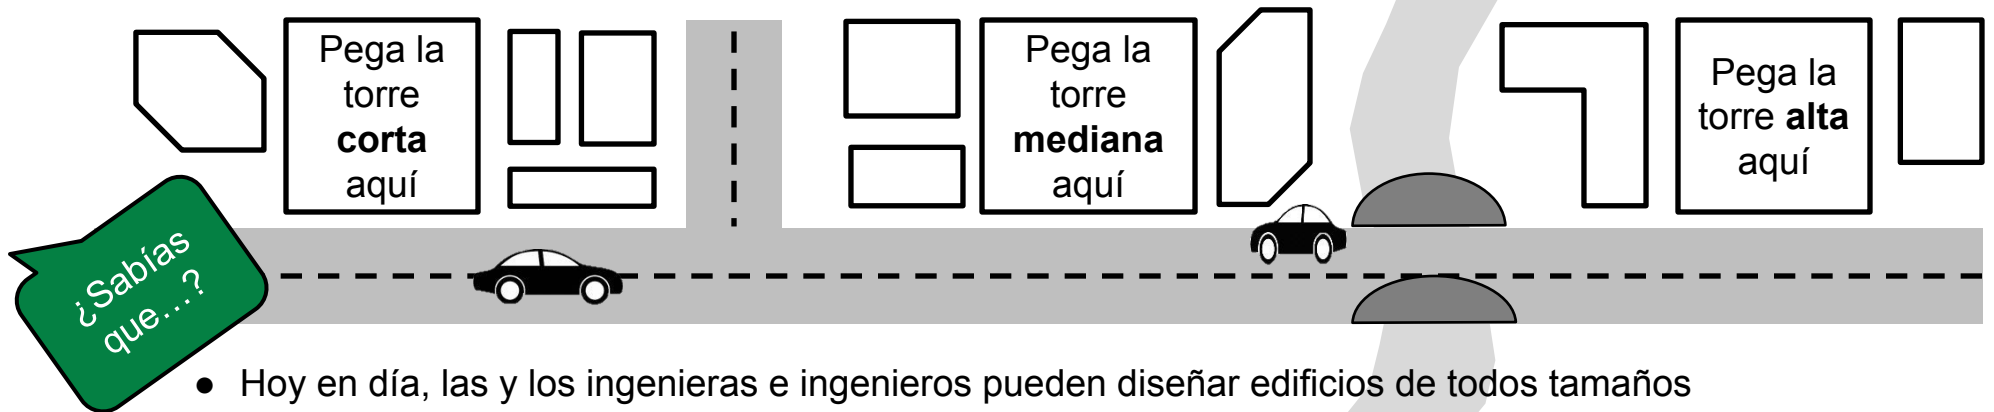 Pega la
torre
corta
aquí
Pega la
torre
mediana
aquí
Pega la
torre alta
aquí
¿Sabías
que…?
● Hoy en día, las y los ingenieras e ingenieros pueden diseñar edificios de todos tamaños